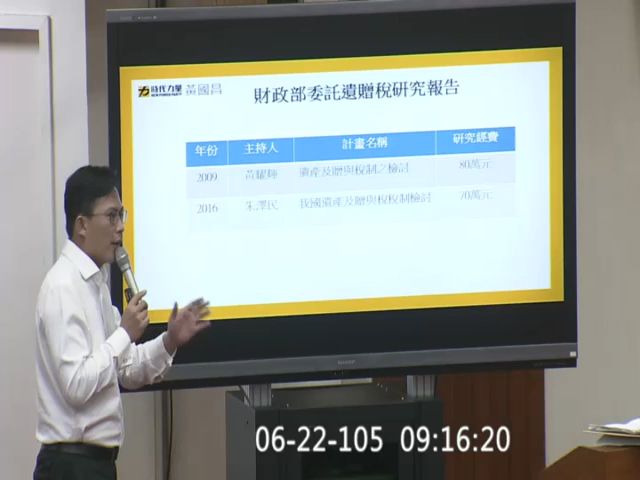 時代力量 黃國昌
NEW POWER PARTY
財政部委託遺贈稅研究報告
年份 主持人 計畫名稱 研究經費
2009 黃耀輝 遺產及贈與稅制之檢討 80萬元
2016 朱澤民 我國遺產及贈與稅稅制檢討 70萬元
SHARP
06-22-105 09:16:20